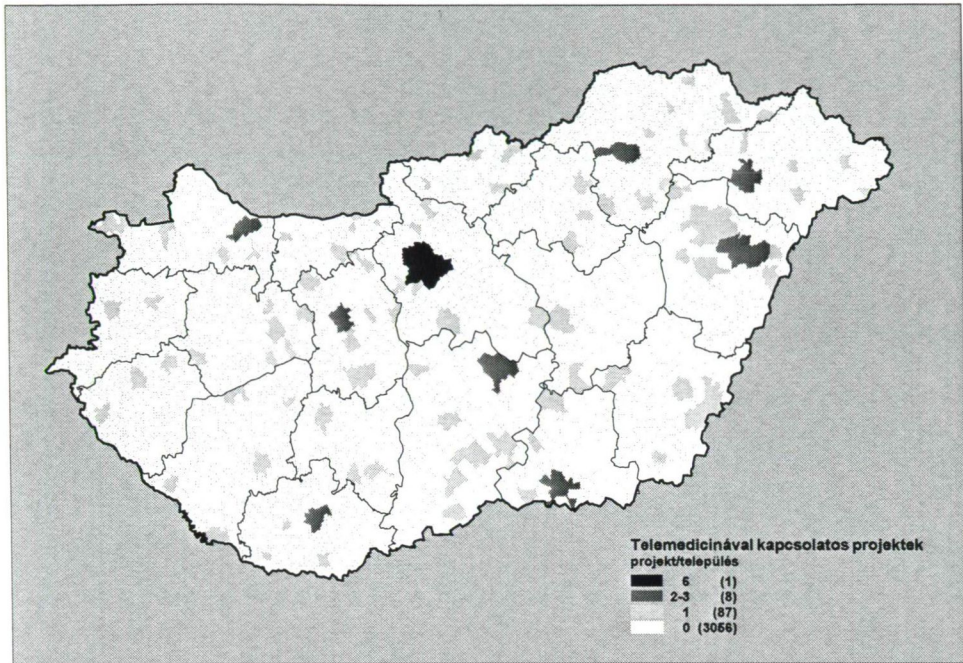 Telemedicinával kapcsolatos projektek
projekt/település
6 (1)
2-3 (8)
1 (87)
0 (3056)